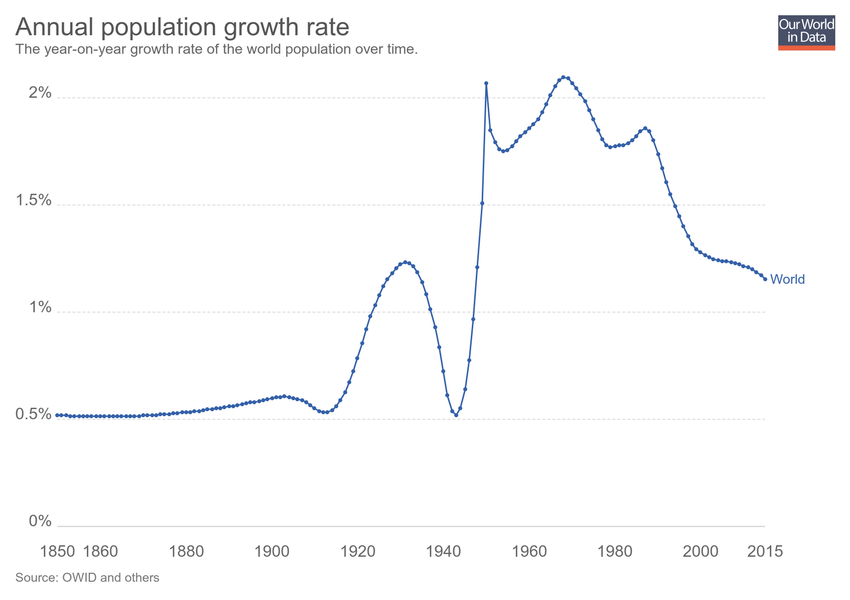 Annual population growth rate
The year-on-year growth rate of the world population over time.
Our World
in Data
2%
1.5%
1%
0.5%
0%
World
1850 1860 1880 1900 1920 1940 1960 1980 2000 2015
Source: OWID and others